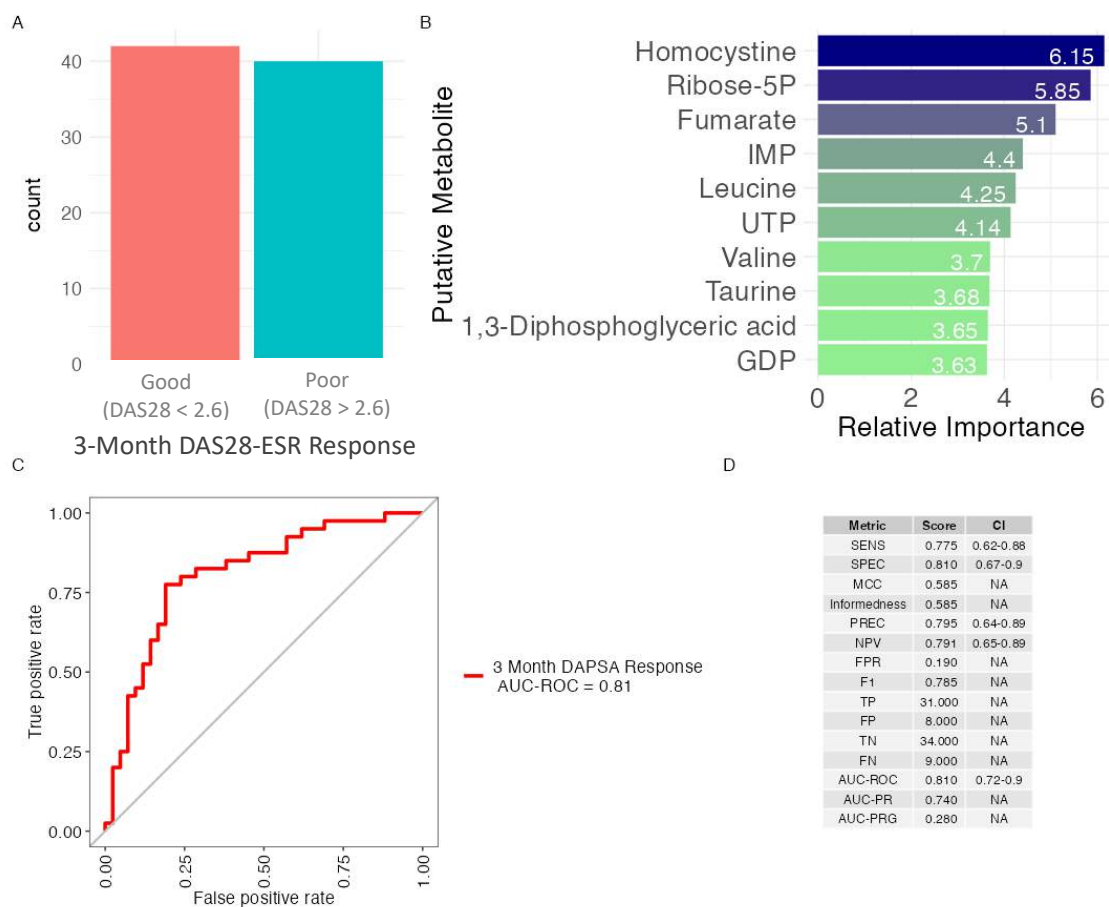 A
count
40
30
20
10
0
Good
(DAS28 < 2.6)
Poor
(DAS28 > 2.6)
3-Month DAS28-ESR Response
B
Putative Metabolite
Homocystine 6.15
Ribose-5P 5.85
Fumarate 5.1
IMP 4.4
Leucine 4.25
UTP 4.14
Valine 3.7
Taurine 3.68
1,3-Diphosphoglyceric acid 3.65
GDP 3.63
0 2 4 6
Relative Importance
C
True positive rate
1.00
0.75
0.50
0.25
0.00
0.00 0.25 0.50 0.75 1.00
False positive rate
3 Month DAPSA Response
AUC-ROC = 0.81
D
Metric Score CI
SENS 0.775 0.62-0.88
SPEC 0.810 0.67-0.9
MCC 0.585 NA
Informedness 0.585 NA
PREC 0.795 0.64-0.89
NPV 0.791 0.65-0.89
FPR 0.190 NA
F1 0.785 NA
TP 31.000 NA
FP 8.000 NA
TN 34.000 NA
FN 9.000 NA
AUC-ROC 0.810 0.72-0.9
AUC-PR 0.740 NA
AUC-PRG 0.280 NA